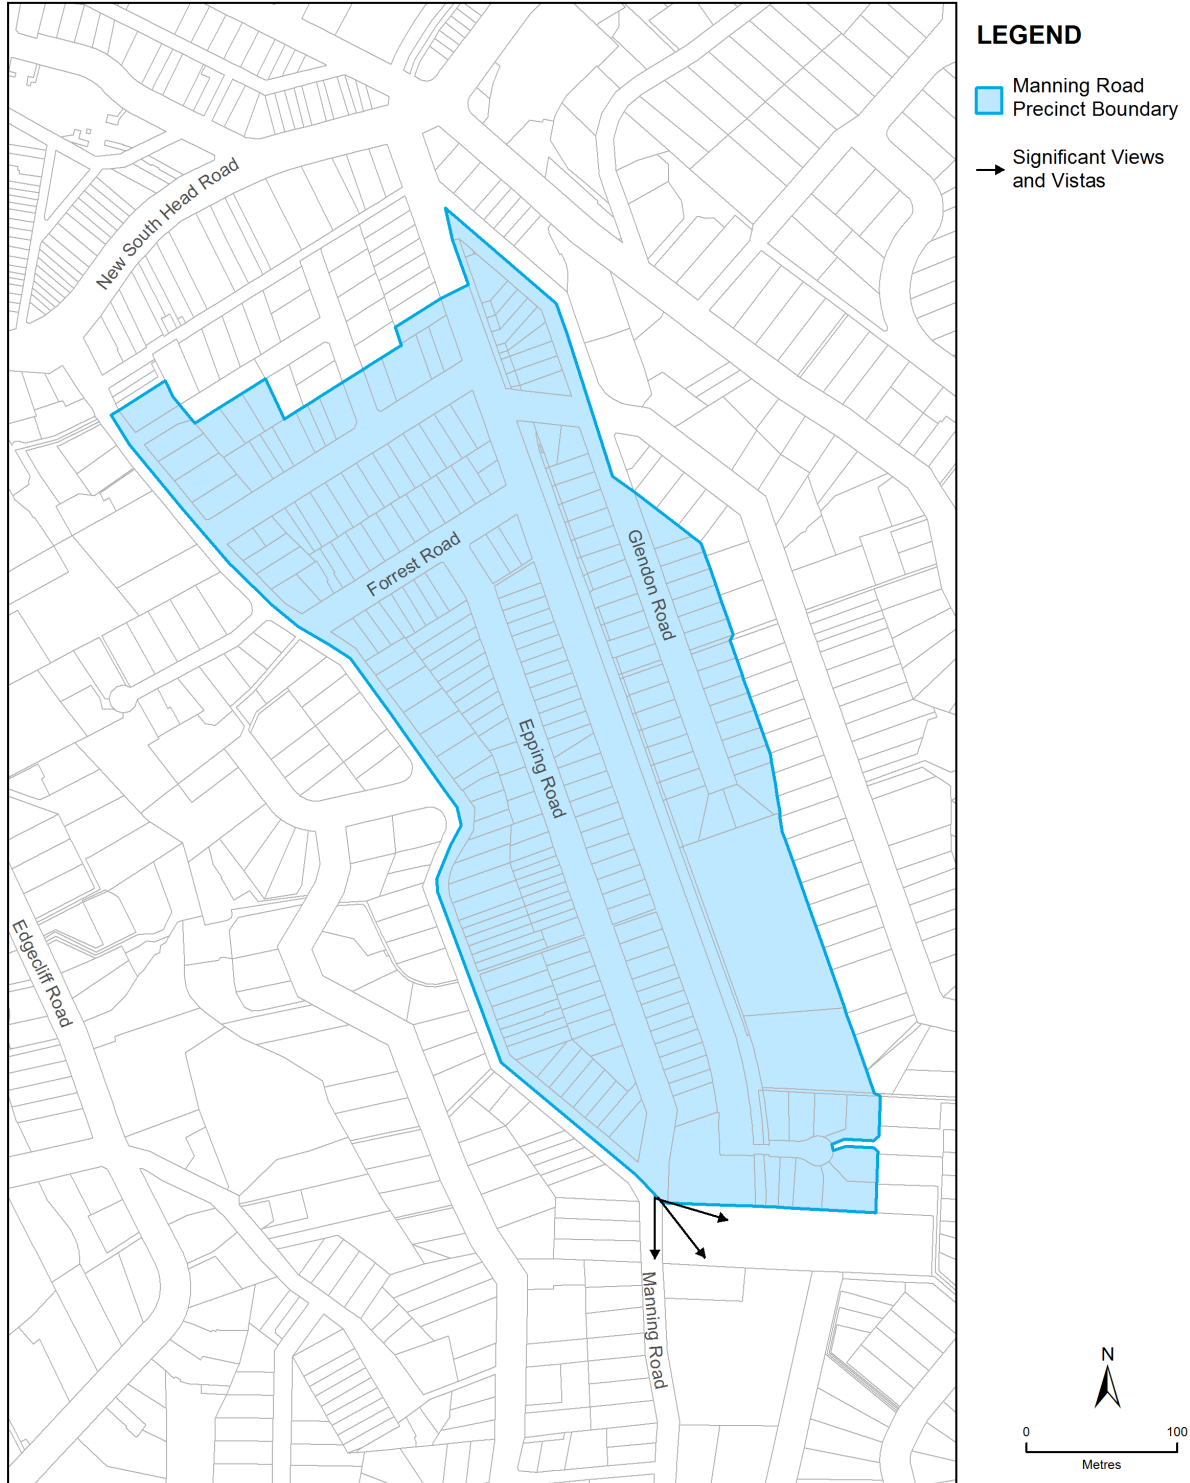 LEGEND
Manning Road
Precinct Boundary
Significant Views
and Vistas
New South Head Road
Forrest Road
Glendon Road
Epping Road
Edgecliff Road
Manning Road
N
0 100
Metres